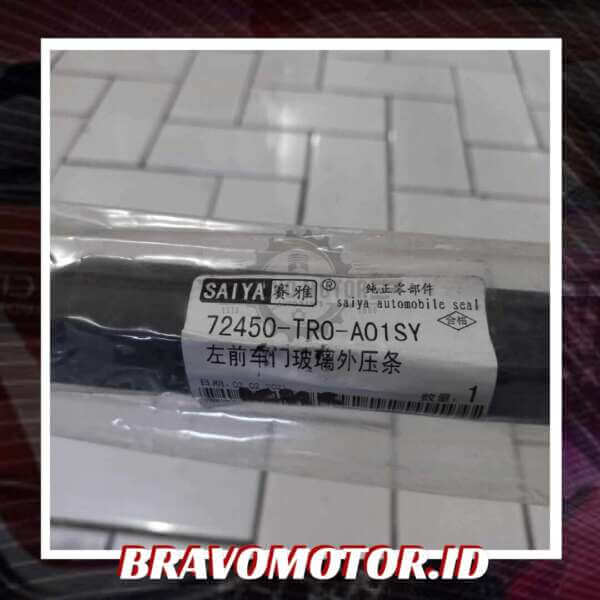 SAIYA 赛雅 ® 纯正零部件
saiya automobile seal
72450-TR0-A01SY 合格
左前车门玻璃外压条
数量: 1
BRAVOMOTOR.ID